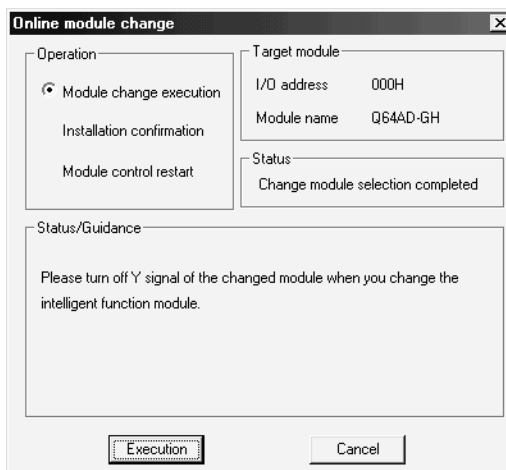 Online module change
Operation
Module change execution
Installation confirmation
Module control restart
Target module
I/O address 000H
Module name Q64AD-GH
Status
Change module selection completed
Status/Guidance
Please turn off Y signal of the changed module when you change the
intelligent function module.
Execution
Cancel